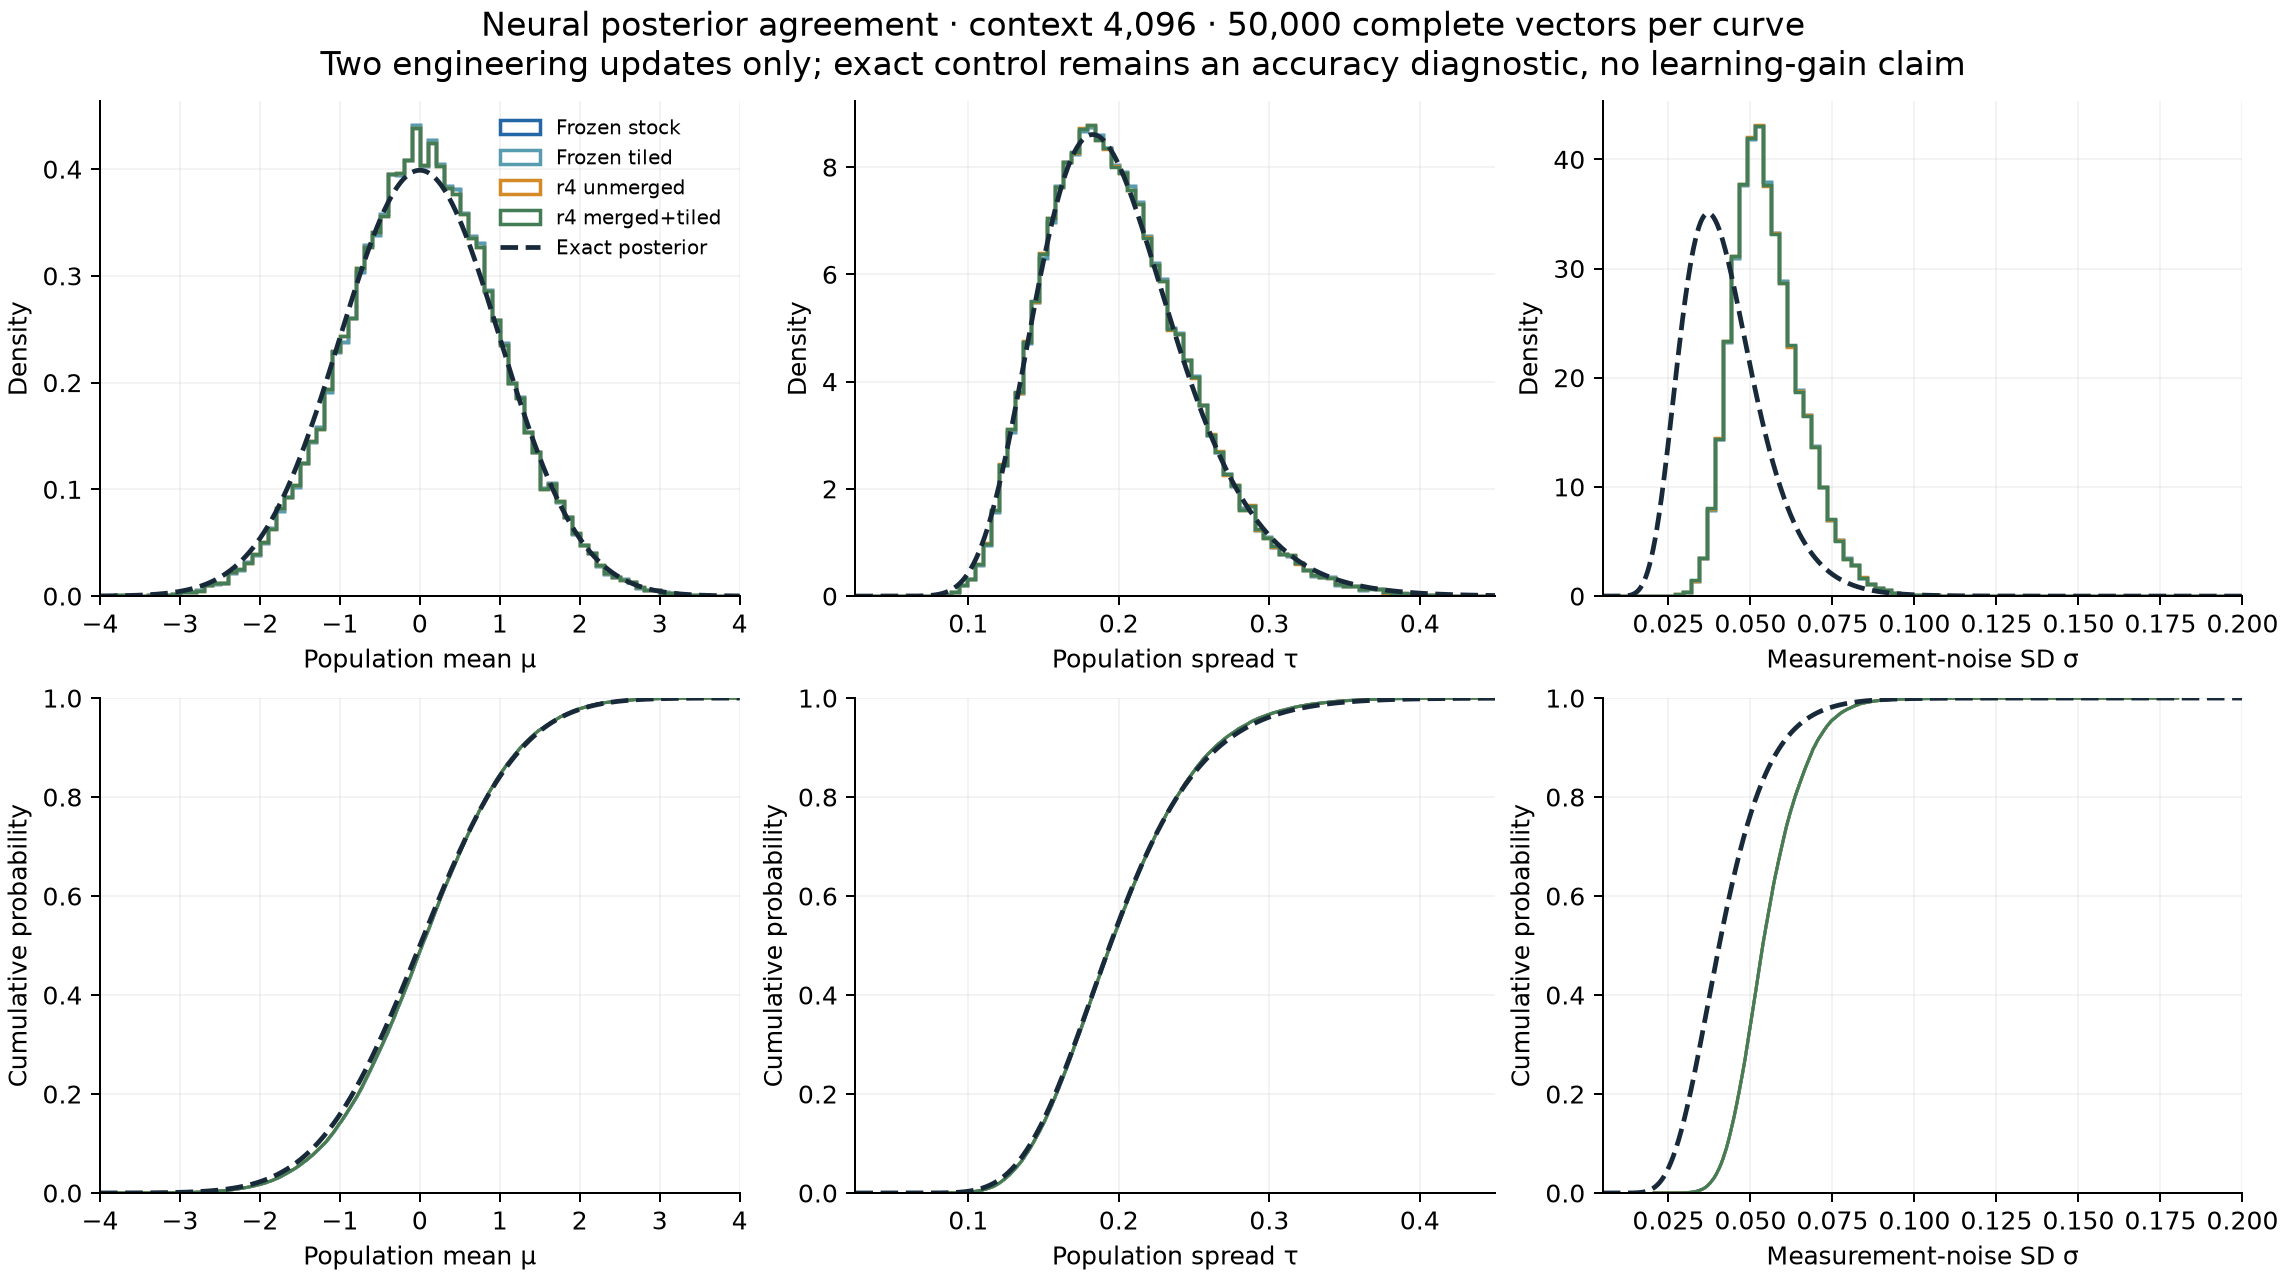 Neural posterior agreement · context 4,096 · 50,000 complete vectors per curve
Two engineering updates only; exact control remains an accuracy diagnostic, no learning-gain claim
Density
0.4
0.3
0.2
0.1
0.0
−4 −3 −2 −1 0 1 2 3 4
Population mean μ
Frozen stock
Frozen tiled
r4 unmerged
r4 merged+tiled
Exact posterior
Density
8
6
4
2
0
0.1 0.2 0.3 0.4
Population spread τ
Density
40
30
20
10
0
0.025 0.050 0.075 0.100 0.125 0.150 0.175 0.200
Measurement-noise SD σ
Cumulative probability
1.0
0.8
0.6
0.4
0.2
0.0
−4 −3 −2 −1 0 1 2 3 4
Population mean μ
Cumulative probability
1.0
0.8
0.6
0.4
0.2
0.0
0.1 0.2 0.3 0.4
Population spread τ
Cumulative probability
1.0
0.8
0.6
0.4
0.2
0.0
0.025 0.050 0.075 0.100 0.125 0.150 0.175 0.200
Measurement-noise SD σ